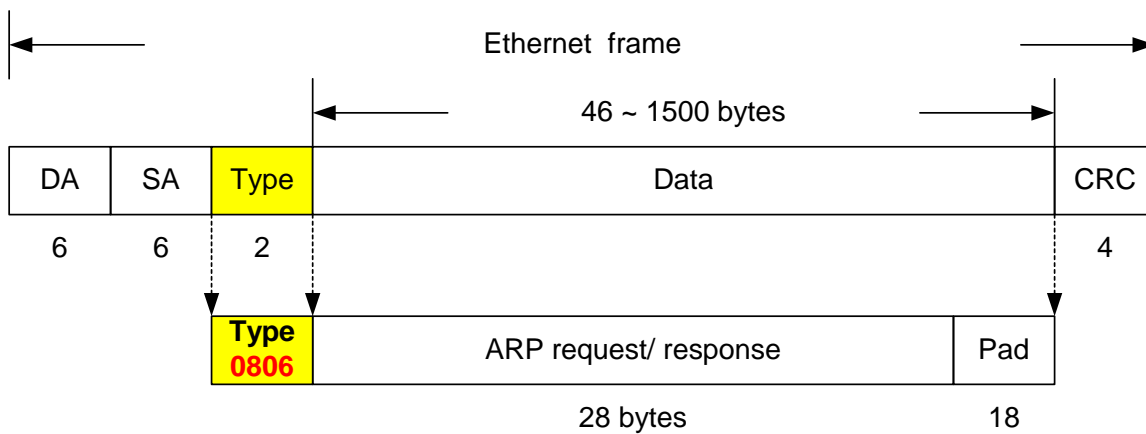 Ethernet frame
46 ~ 1500 bytes
DA SA Type Data CRC
6 6 2 4
Type
0806
ARP request/ response
Pad
28 bytes 18